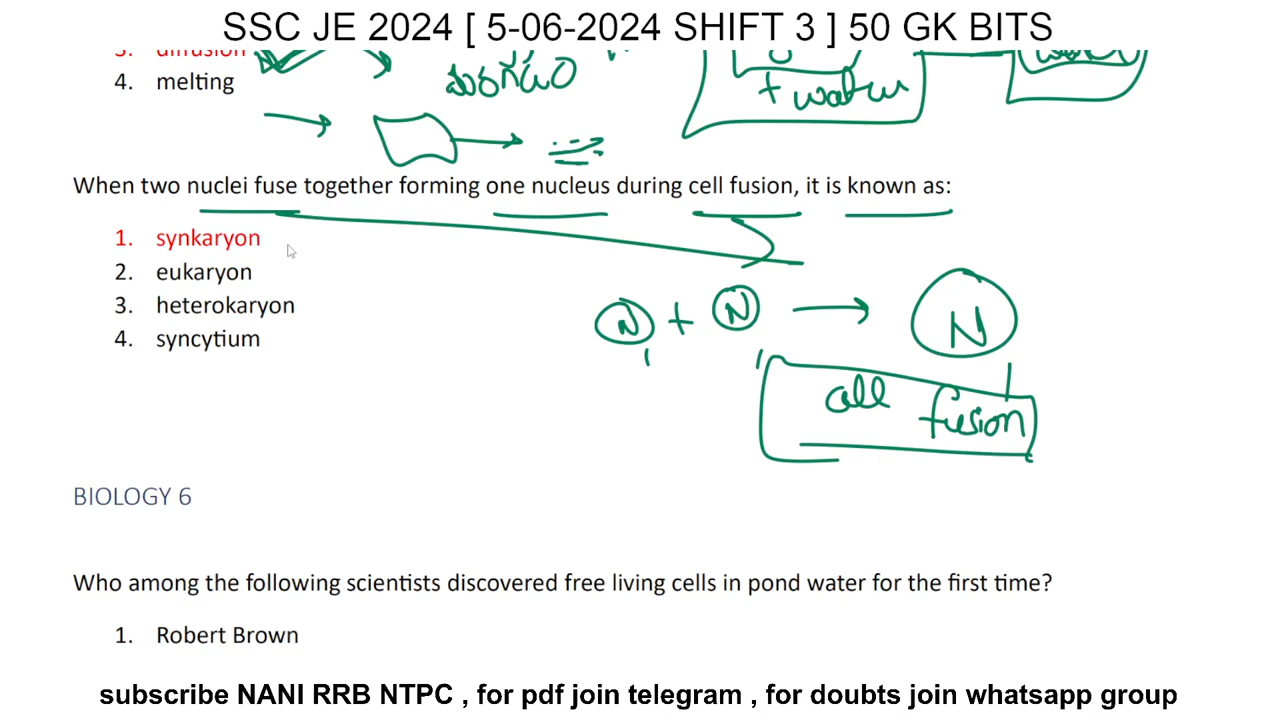 SSC JE 2024 [ 5-06-2024 SHIFT 3 ] 50 GK BITS
3. diffusion
4. melting
+ water
When two nuclei fuse together forming one nucleus during cell fusion, it is known as:
1. synkaryon
2. eukaryon
3. heterokaryon
4. syncytium
N + N → N
cell fusion
BIOLOGY 6
Who among the following scientists discovered free living cells in pond water for the first time?
1. Robert Brown
subscribe NANI RRB NTPC , for pdf join telegram , for doubts join whatsapp group